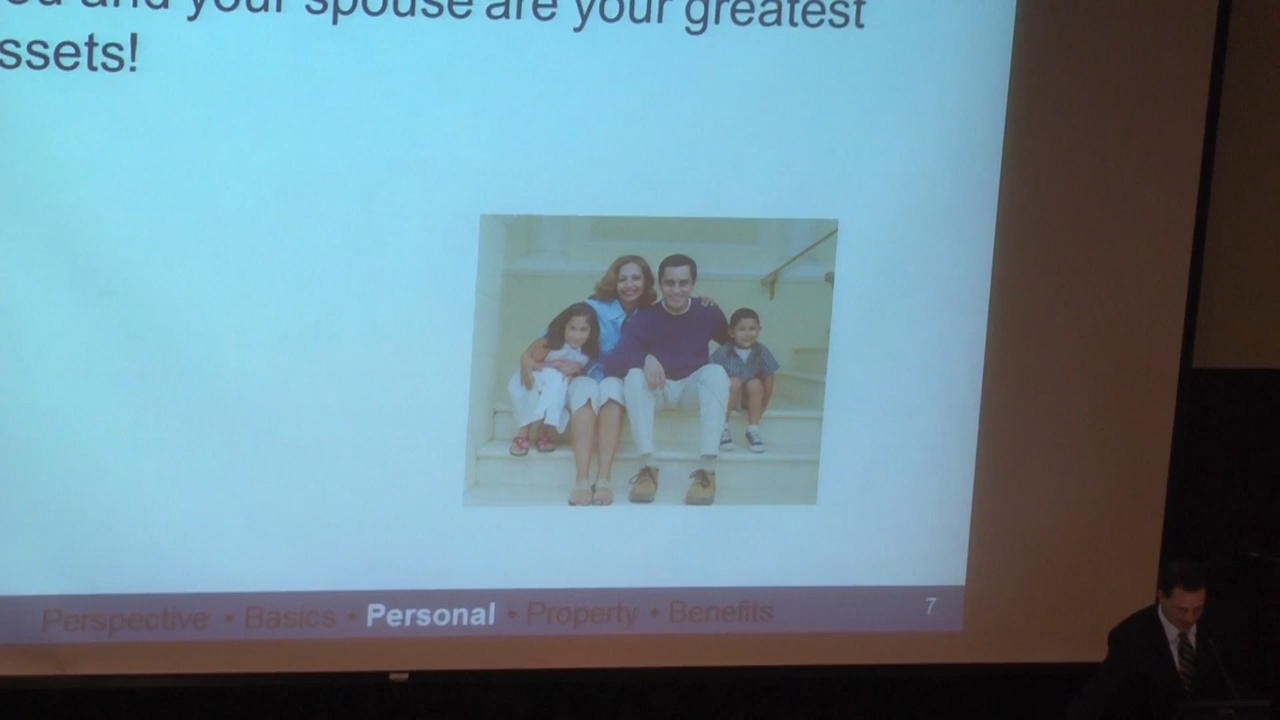 and your spouse are your greatest
ssets!
Perspective • Basics • Personal • Property • Benefits 7